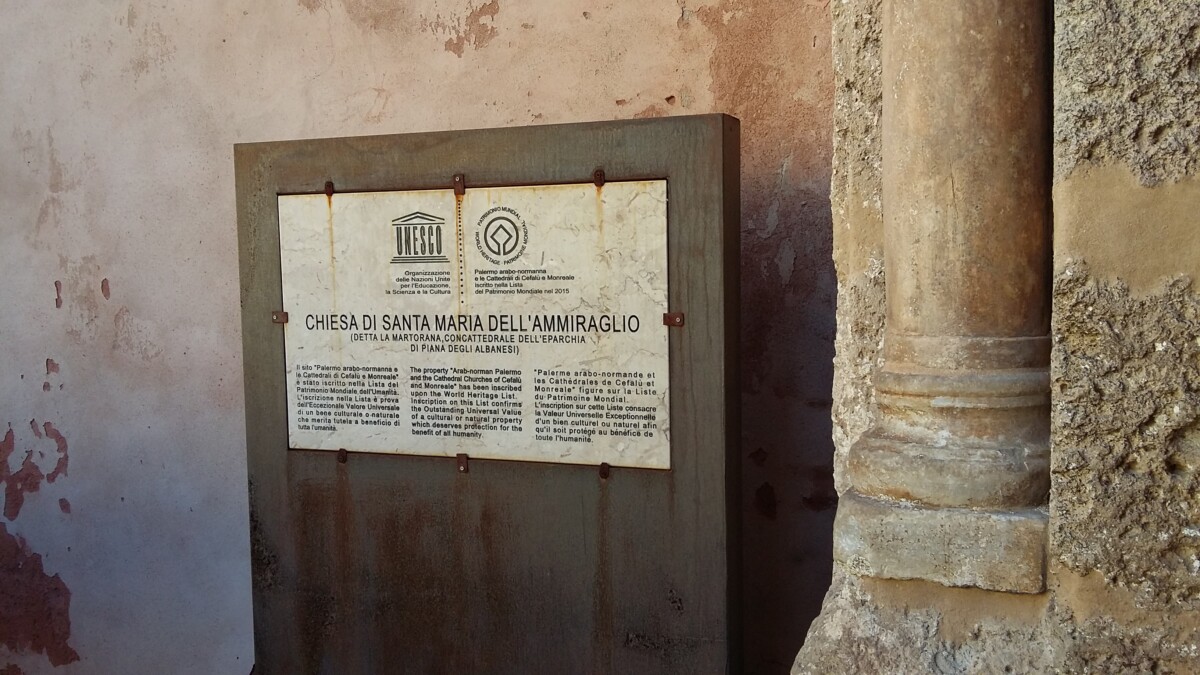 UNESCO
Organizzazione
delle Nazioni Unite
per l'Educazione,
la Scienza e la Cultura
PATRIMONIO MUNDIAL · WORLD HERITAGE · PATRIMOINE MONDIAL
Palermo arabo-normanna
e le Cattedrali di Cefalù e Monreale
iscritto nella Lista
del Patrimonio Mondiale nel 2015
CHIESA DI SANTA MARIA DELL'AMMIRAGLIO
(DETTA LA MARTORANA, CONCATTEDRALE DELL'EPARCHIA
DI PIANA DEGLI ALBANESI)
Il sito "Palermo arabo-normanna e
le Cattedrali di Cefalù e Monreale"
è stato iscritto nella Lista del
Patrimonio Mondiale dell'Umanità.
L'iscrizione nella Lista è prova
dell'Eccezionale Valore Universale
di un bene culturale o naturale
che merita tutela a beneficio di
tutta l'umanità.
The property "Arab-norman Palermo
and the Cathedral Churches of Cefalù
and Monreale" has been inscribed
upon the World Heritage List.
Inscription on this List confirms
the Outstanding Universal Value
of a cultural or natural property
which deserves protection for the
benefit of all humanity.
"Palerme arabo-normande et
les Cathédrales de Cefalù et
Monreale" figure sur la Liste
du Patrimoine Mondial.
L'inscription sur cette Liste consacre
la Valeur Universelle Exceptionnelle
d'un bien culturel ou naturel afin
qu'il soit protégé au bénéfice de
toute l'humanité.